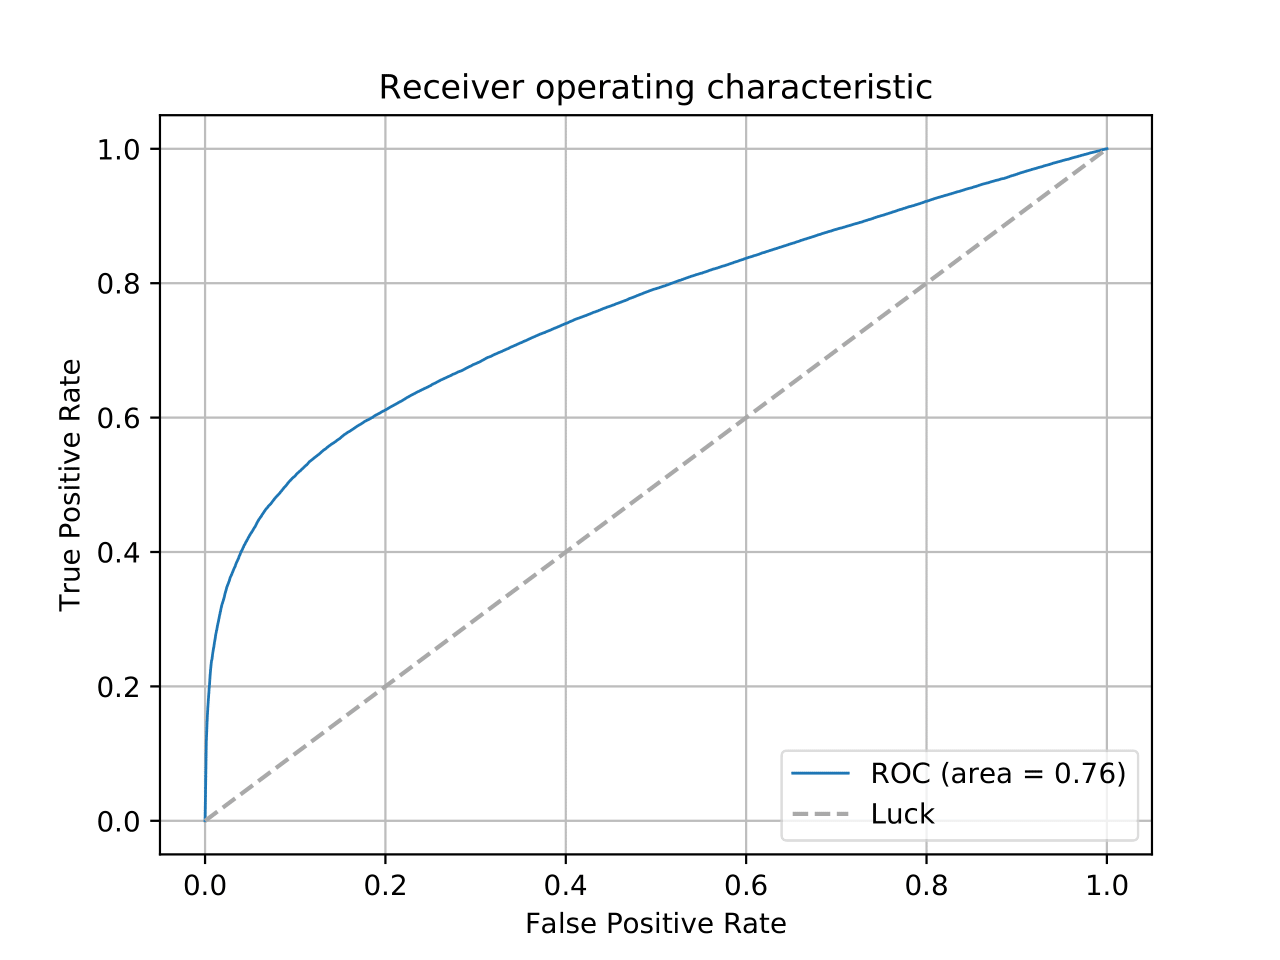 Receiver operating characteristic
1.0
0.8
0.6
0.4
0.2
0.0
True Positive Rate
ROC (area = 0.76)
Luck
0.0 0.2 0.4 0.6 0.8 1.0
False Positive Rate